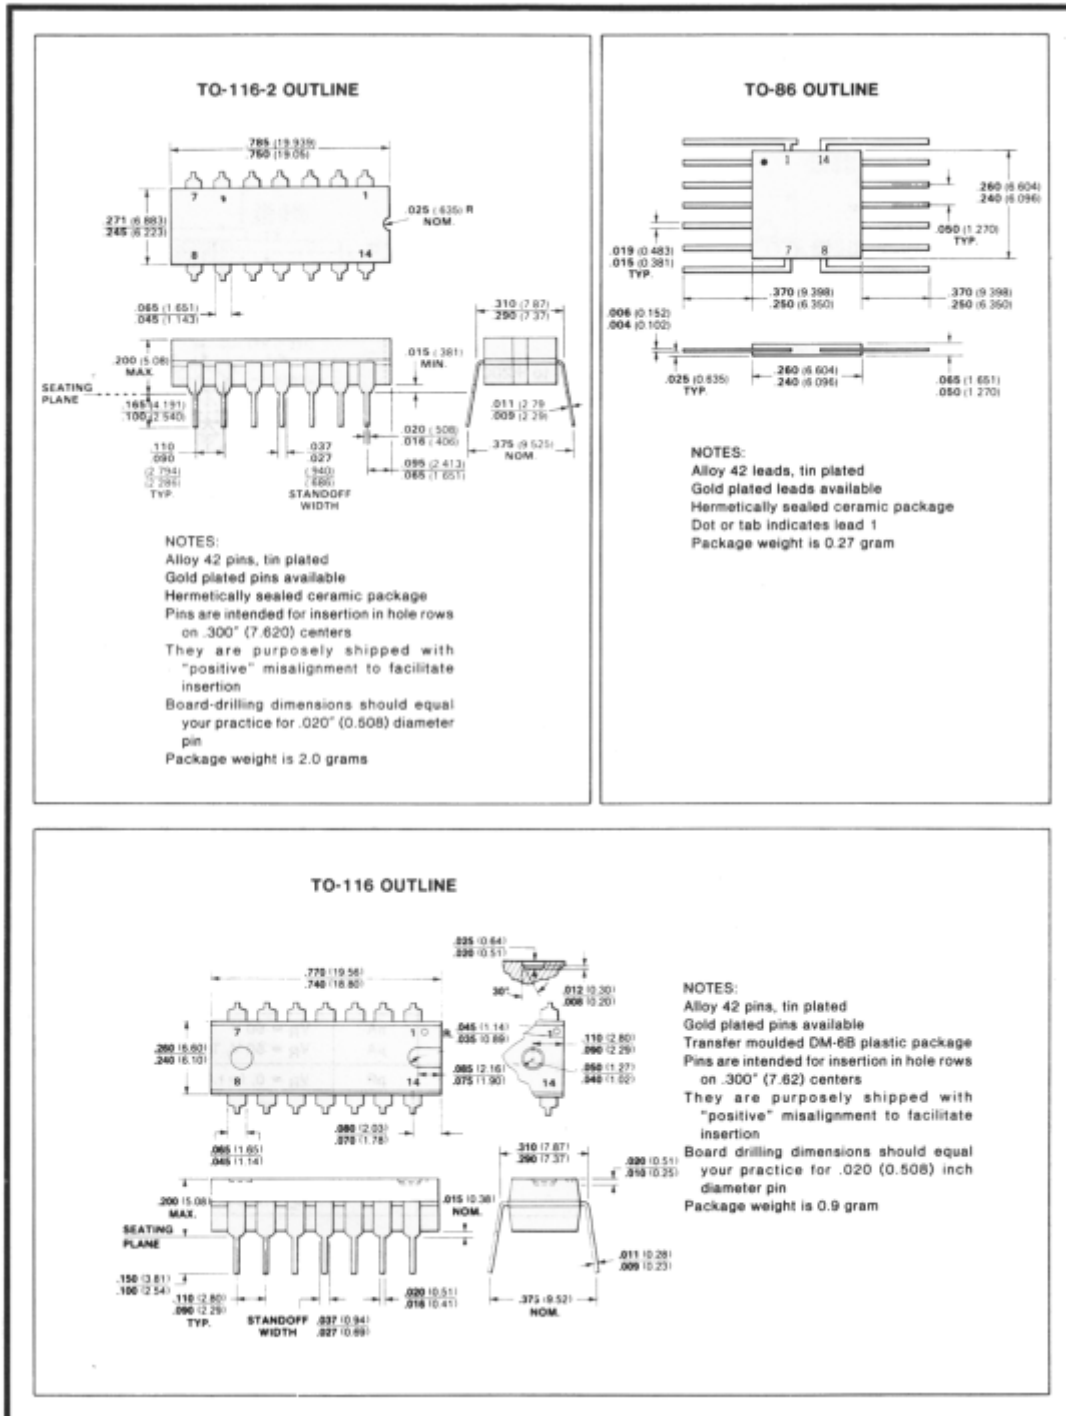 TO-116-2 OUTLINE
.785 (19.939)
.750 (19.05)
7
1
8
14
.271 (6.883)
.245 (6.223)
.025 (.635) R
NOM.
.065 (1.651)
.045 (1.143)
.310 (7.87)
.290 (7.37)
.200 (5.08)
MAX.
.015 (.381)
MIN.
SEATING
PLANE
.165 (4.191)
.100 (2.540)
.011 (2.79
.009 (2.29)
.020 (.508)
.016 (.406)
.110
.090
(2.794)
(2.286)
TYP.
.037
.027
(.940)
(.686)
STANDOFF
WIDTH
.375 (9.525)
NOM.
.095 (2.413)
.065 (1.651)
NOTES:
Alloy 42 pins, tin plated
Gold plated pins available
Hermetically sealed ceramic package
Pins are intended for insertion in hole rows
on .300" (7.620) centers
They are purposely shipped with
"positive" misalignment to facilitate
insertion
Board-drilling dimensions should equal
your practice for .020" (0.508) diameter
pin
Package weight is 2.0 grams
TO-86 OUTLINE
1
14
7
8
.260 (6.604)
.240 (6.096)
.050 (1.270)
TYP.
.019 (0.483)
.015 (0.381)
TYP.
.370 (9.398)
.250 (6.350)
.370 (9.398)
.250 (6.350)
.006 (0.152)
.004 (0.102)
.025 (0.635)
TYP.
.260 (6.604)
.240 (6.096)
.065 (1.651)
.050 (1.270)
NOTES:
Alloy 42 leads, tin plated
Gold plated leads available
Hermetically sealed ceramic package
Dot or tab indicates lead 1
Package weight is 0.27 gram
TO-116 OUTLINE
.770 (19.56)
.740 (18.80)
.025 (0.64)
.020 (0.51)
30°
.012 (0.30)
.008 (0.20)
7
1
8
14
R
.260 (6.60)
.240 (6.10)
.045 (1.14)
.035 (0.89)
.085 (2.16)
.075 (1.90)
1
14
.110 (2.80)
.090 (2.29)
.050 (1.27)
.040 (1.02)
.080 (2.03)
.070 (1.78)
.065 (1.65)
.045 (1.14)
.310 (7.87)
.290 (7.37)
.020 (0.51)
.010 (0.25)
.200 (5.08)
MAX.
.015 (0.38)
NOM.
SEATING
PLANE
.150 (3.81)
.100 (2.54)
.110 (2.80)
.090 (2.29)
TYP.
STANDOFF
WIDTH
.037 (0.94)
.027 (0.69)
.020 (0.51)
.016 (0.41)
.011 (0.28)
.009 (0.23)
.375 (9.52)
NOM.
NOTES:
Alloy 42 pins, tin plated
Gold plated pins available
Transfer moulded DM-6B plastic package
Pins are intended for insertion in hole rows
on .300" (7.62) centers
They are purposely shipped with
"positive" misalignment to facilitate
insertion
Board drilling dimensions should equal
your practice for .020 (0.508) inch
diameter pin
Package weight is 0.9 gram